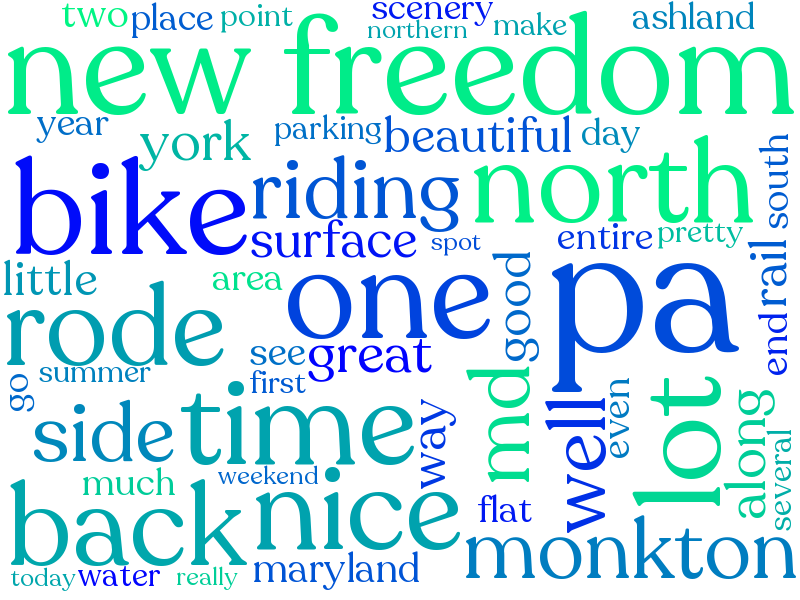 two place point scenery northern make ashland
new freedom
year york parking beautiful day
bike riding north south
surface spot entire pretty
little area one good pa rail
rode see great end
go summer first
side time way md well even lot along several
much weekend
back nice flat monkton
today water really maryland